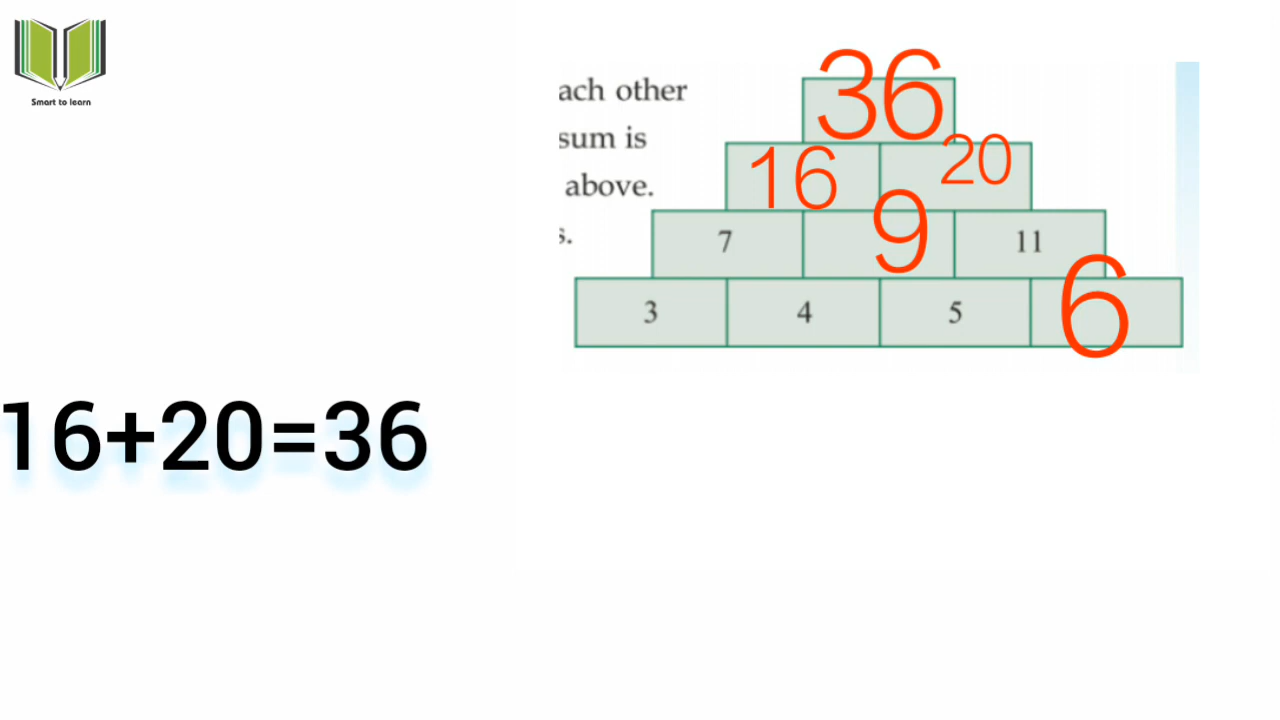 Smart to learn
ach other
sum is
above.
s.
36
16 20
7 9 11
3 4 5 6
16+20=36